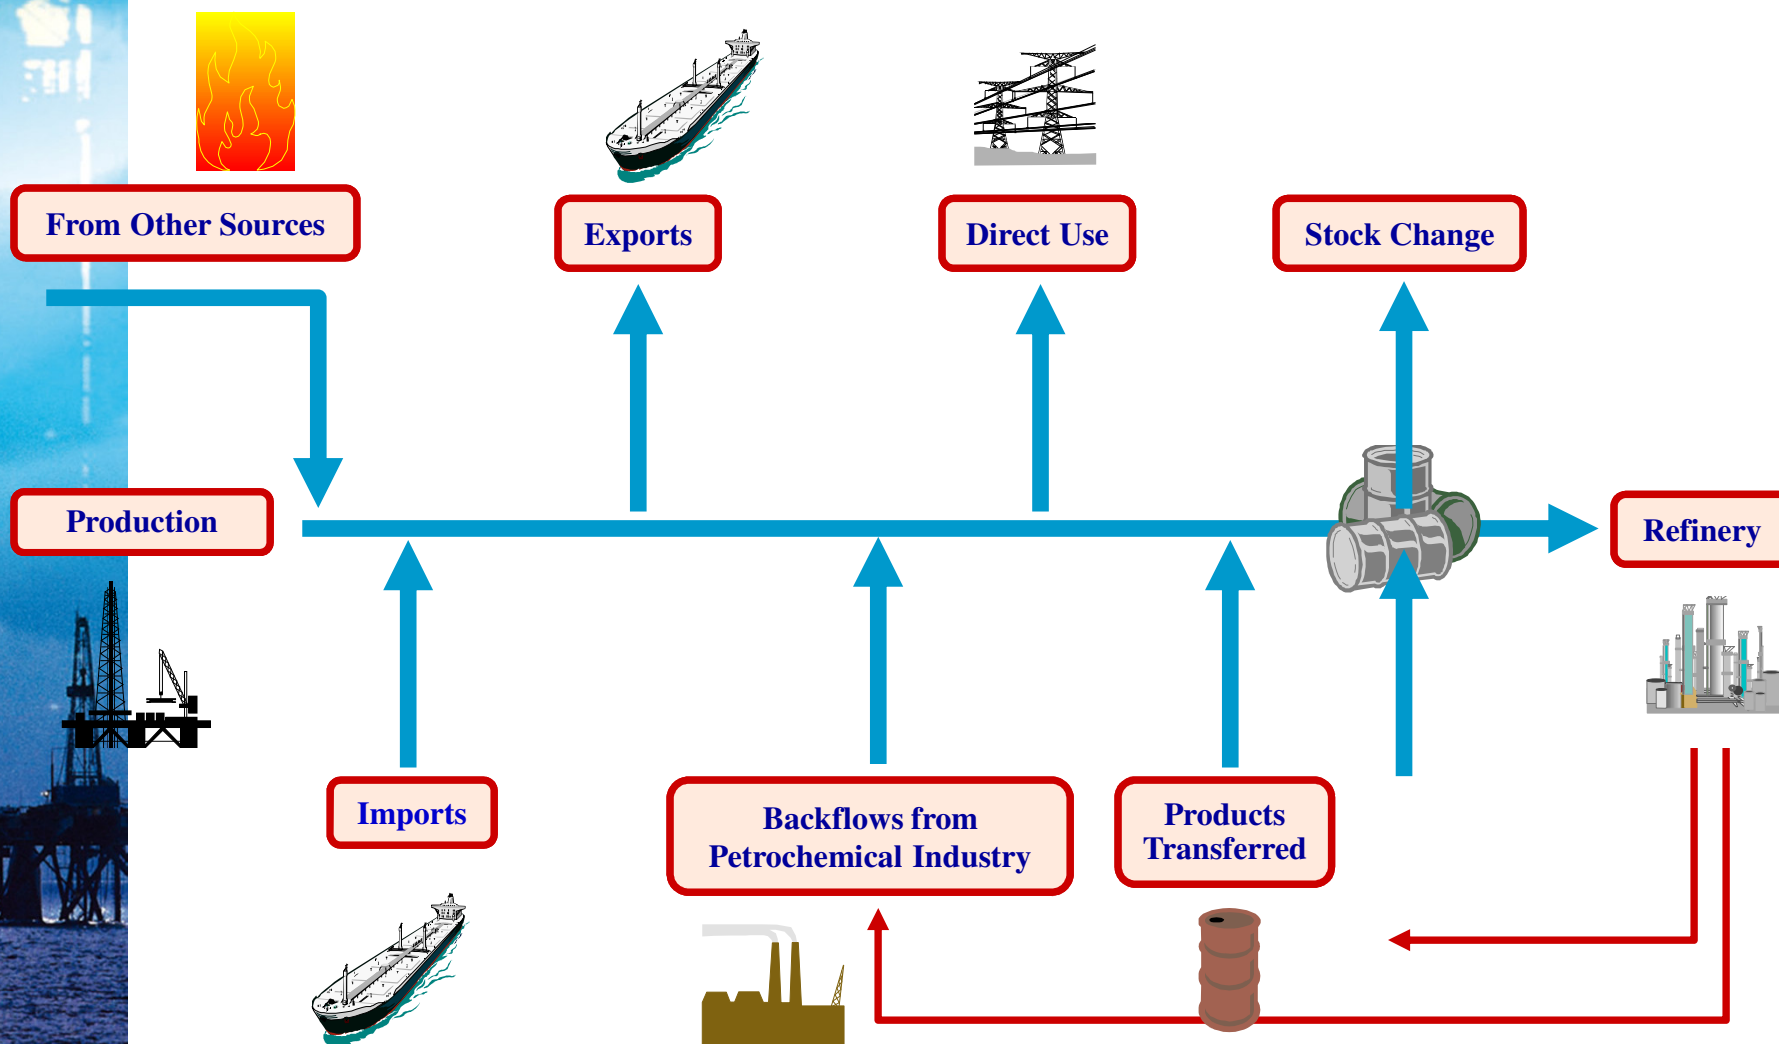 From Other Sources
Exports
Direct Use
Stock Change
Production
Refinery
Imports
Backflows from
Petrochemical Industry
Products
Transferred